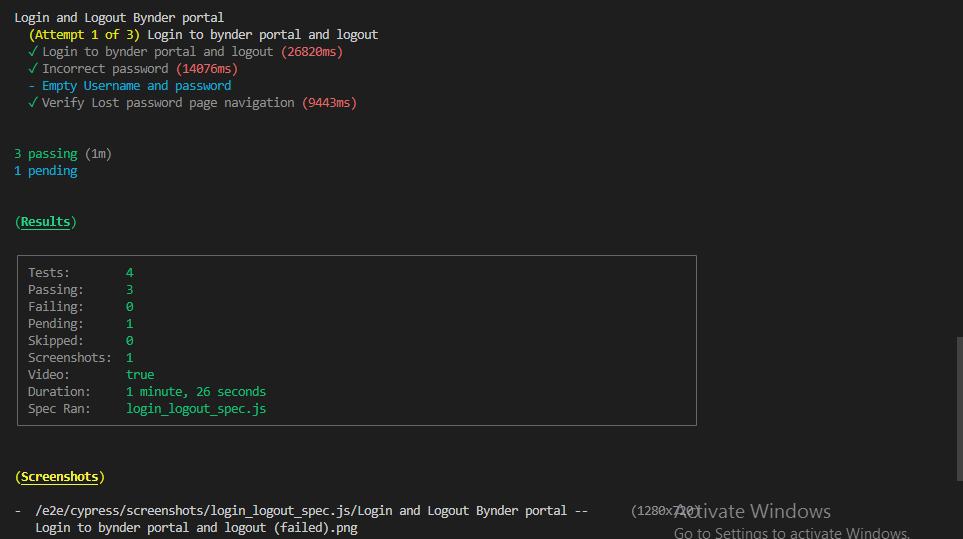 Login and Logout Bynder portal
(Attempt 1 of 3) Login to bynder portal and logout
✓ Login to bynder portal and logout (26820ms)
✓ Incorrect password (14076ms)
- Empty Username and password
✓ Verify Lost password page navigation (9443ms)
3 passing (1m)
1 pending
(Results)
Tests: 4
Passing: 3
Failing: 0
Pending: 1
Skipped: 0
Screenshots: 1
Video: true
Duration: 1 minute, 26 seconds
Spec Ran: login_logout_spec.js
(Screenshots)
- /e2e/cypress/screenshots/login_logout_spec.js/Login and Logout Bynder portal -- (1280x720)
Activate Windows
Login to bynder portal and logout (failed).png
Go to Settings to activate Windows.